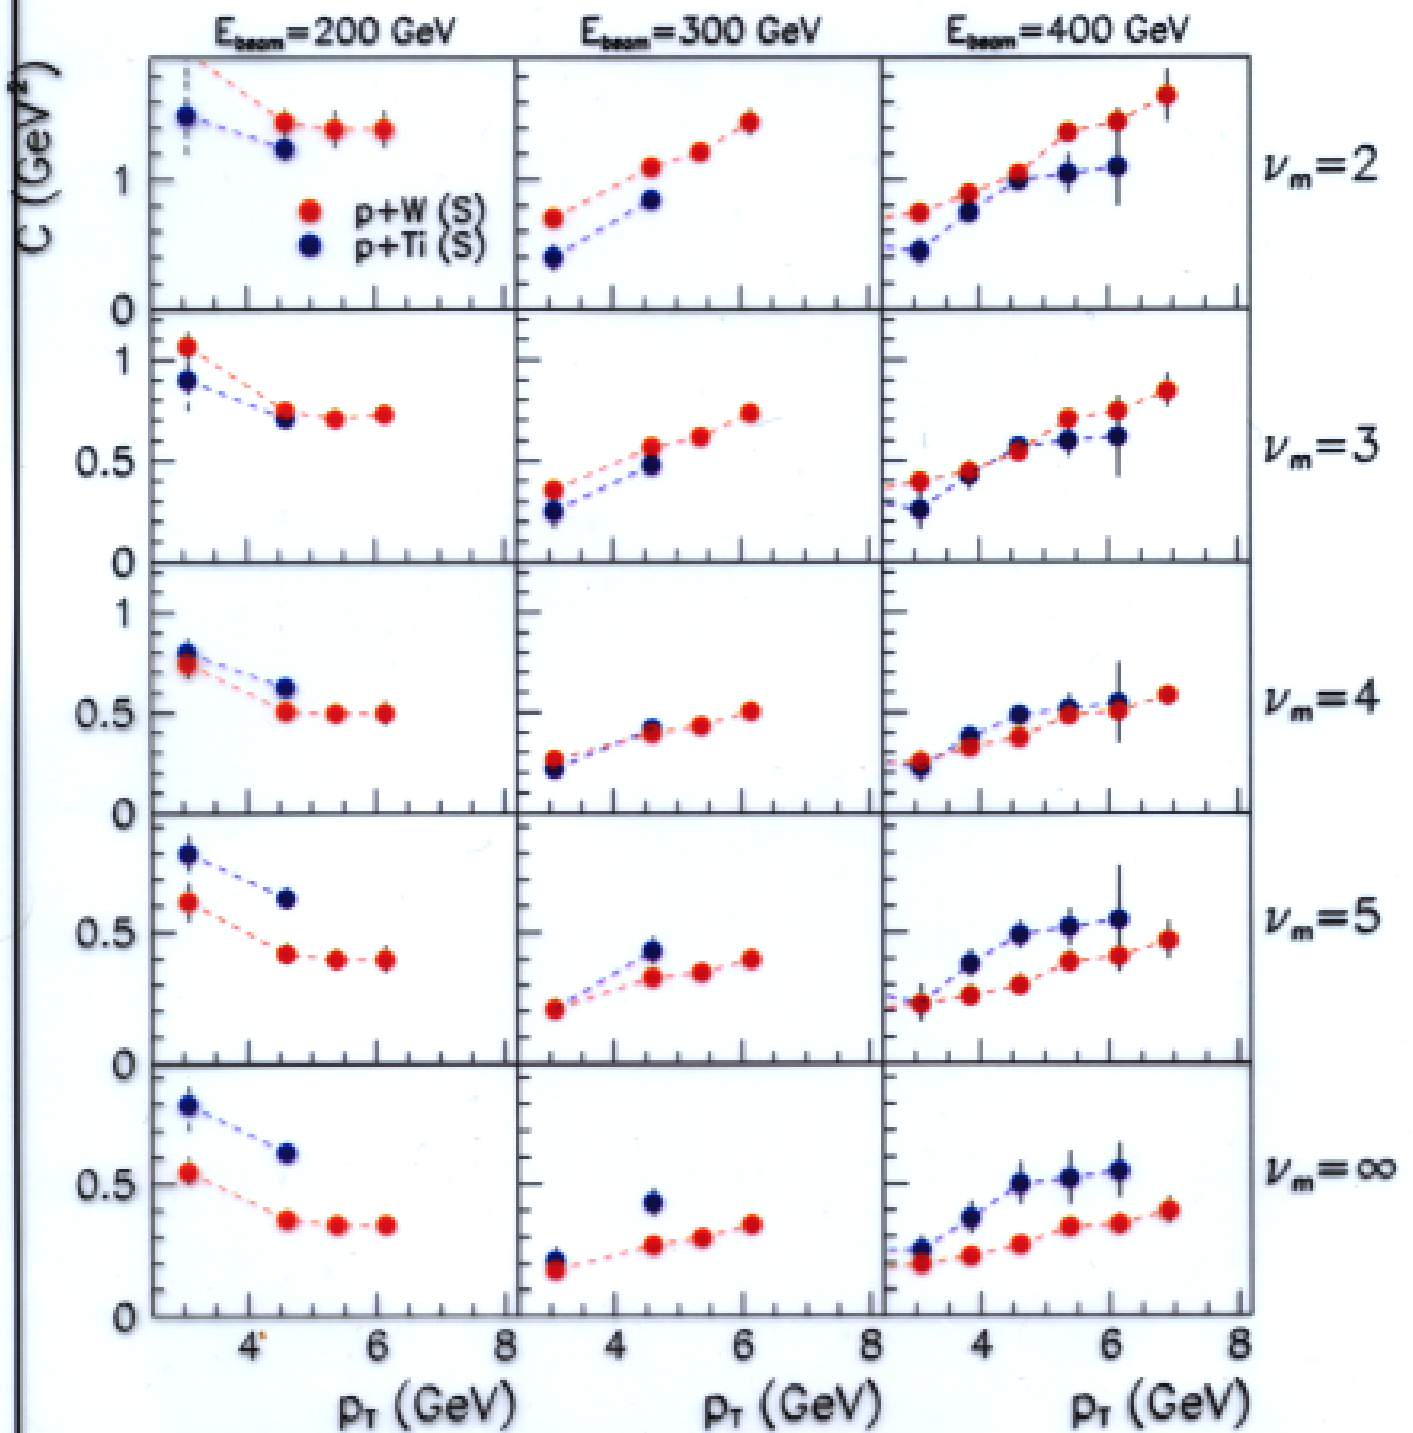 E_beam=200 GeV E_beam=300 GeV E_beam=400 GeV
C (GeV²)
1
p+W (S)
p+Ti (S)
0
ν_m=2
1
0.5
0
ν_m=3
1
0.5
0
ν_m=4
0.5
0
ν_m=5
0.5
0
ν_m=∞
4 6 8 4 6 8 4 6 8
p_T (GeV) p_T (GeV) p_T (GeV)